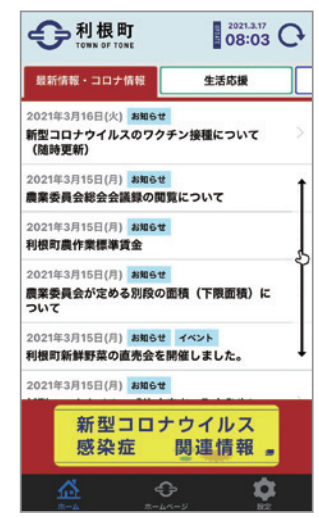 利根町
TOWN OF TONE
UPDATE
2021.3.17
08:03
最新情報・コロナ情報
生活応援
2021年3月16日(火) お知らせ
新型コロナウイルスのワクチン接種について
（随時更新）
2021年3月15日(月) お知らせ
農業委員会総会会議録の閲覧について
2021年3月15日(月) お知らせ
利根町農作業標準賃金
2021年3月15日(月) お知らせ
農業委員会が定める別段の面積（下限面積）に
ついて
2021年3月15日(月) お知らせ イベント
利根町新鮮野菜の直売会を開催しました。
2021年3月15日(月) お知らせ
新型コロナウイルス
感染症 関連情報
ホーム
ホームページ
設定